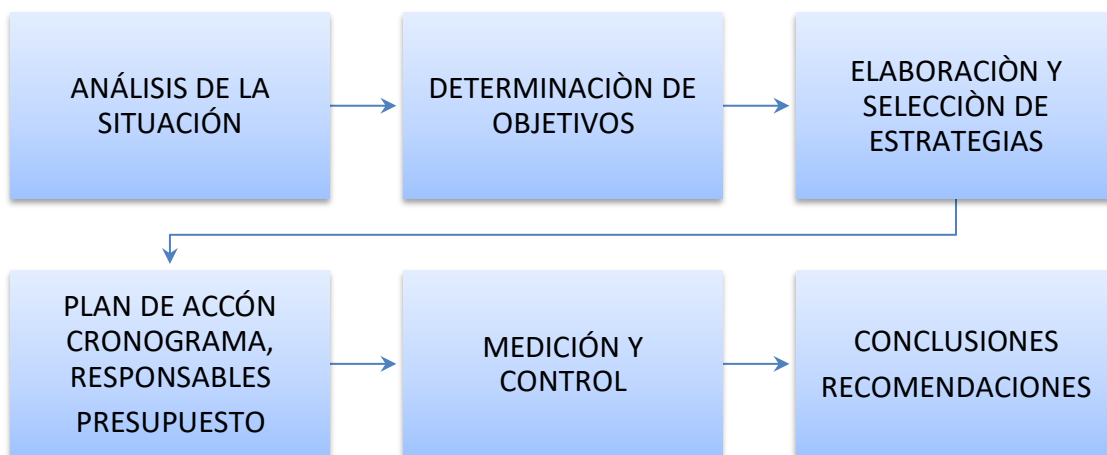 ANÁLISIS DE LA
SITUACIÓN
DETERMINACIÒN DE
OBJETIVOS
ELABORACIÒN Y
SELECCIÒN DE
ESTRATEGIAS
PLAN DE ACCÓN
CRONOGRAMA,
RESPONSABLES
PRESUPUESTO
MEDICIÓN Y
CONTROL
CONCLUSIONES
RECOMENDACIONES